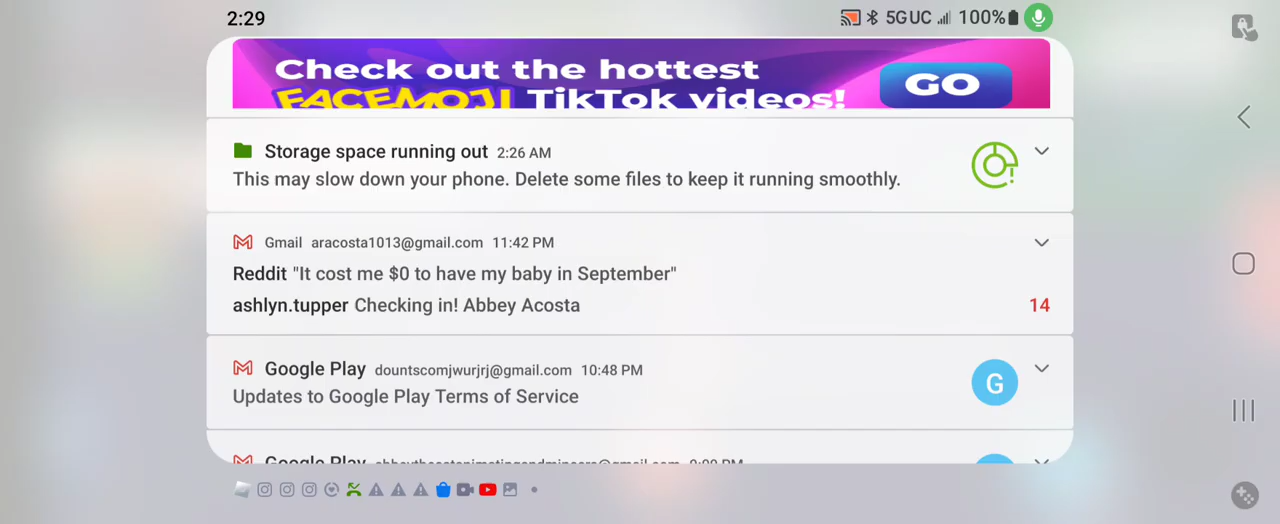 2:29 5GUC 100%
Check out the hottest
FACEMOJI TikTok videos!
GO
Storage space running out 2:26 AM
This may slow down your phone. Delete some files to keep it running smoothly.
Gmail aracosta1013@gmail.com 11:42 PM
Reddit "It cost me $0 to have my baby in September"
ashlyn.tupper Checking in! Abbey Acosta 14
Google Play dountscomjwurjrj@gmail.com 10:48 PM
Updates to Google Play Terms of Service
G
Google Play